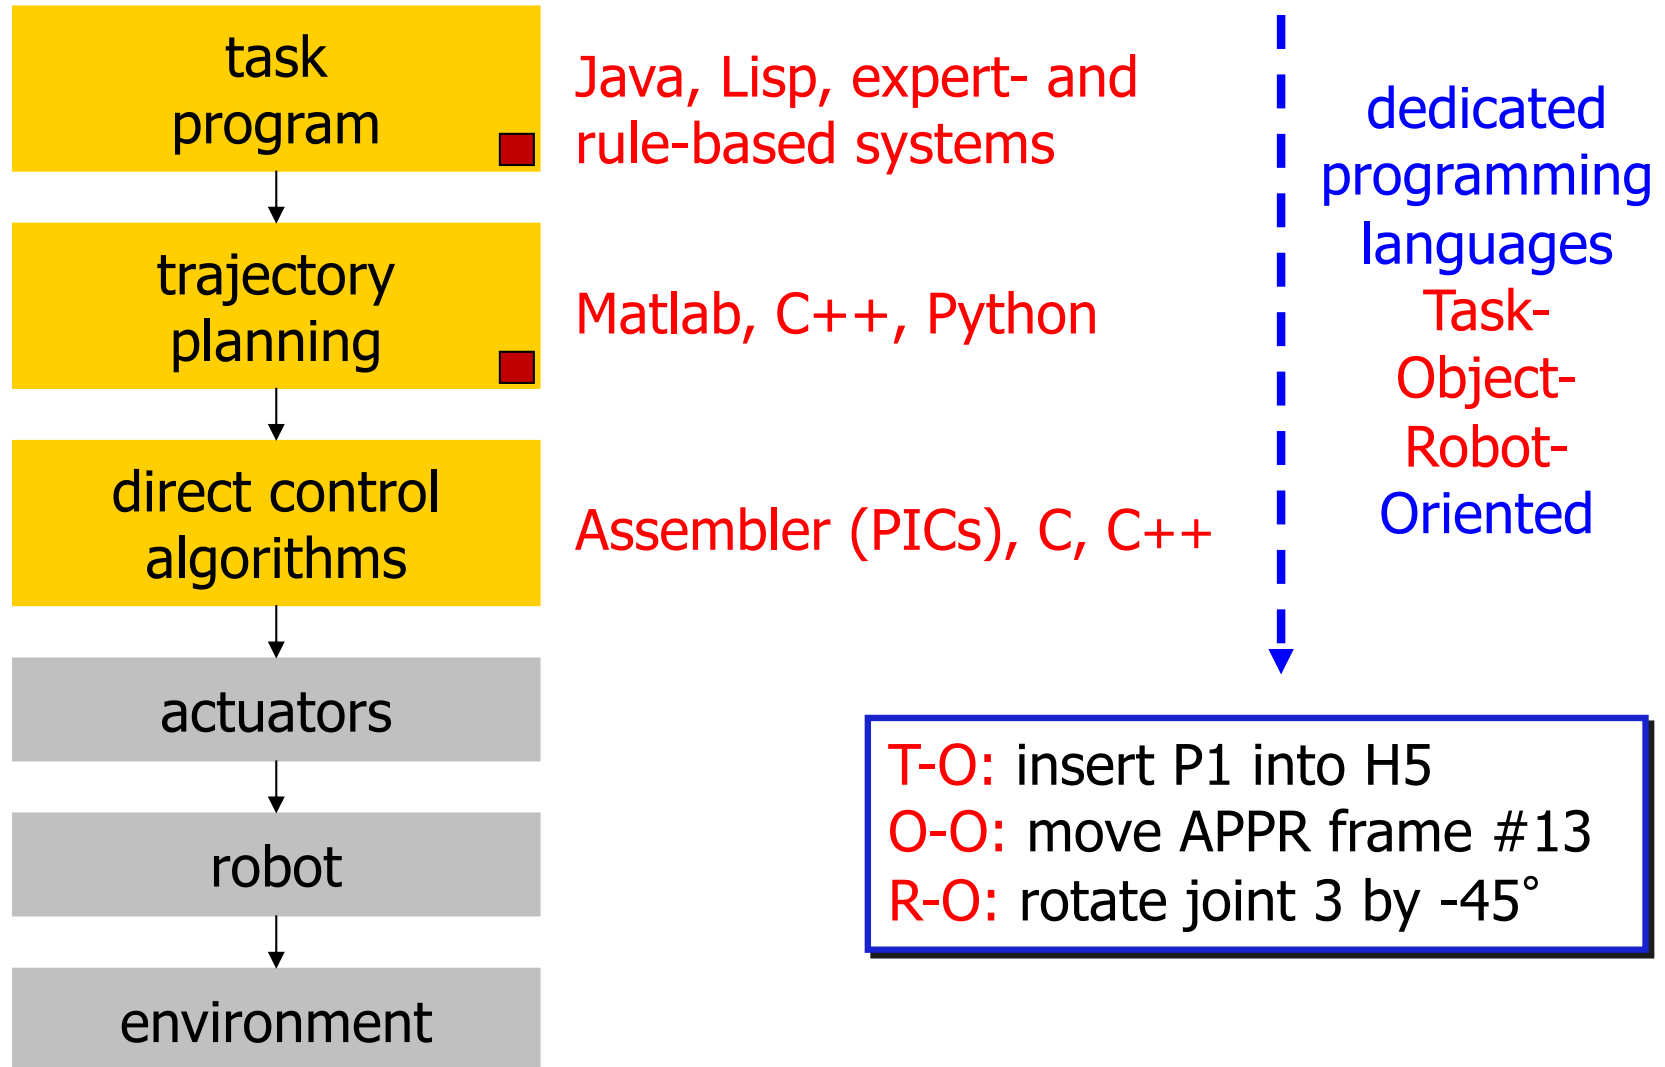 task
program
Java, Lisp, expert- and
rule-based systems
trajectory
planning
Matlab, C++, Python
direct control
algorithms
Assembler (PICs), C, C++
actuators
robot
environment
dedicated
programming
languages
Task-
Object-
Robot-
Oriented
T-O: insert P1 into H5
O-O: move APPR frame #13
R-O: rotate joint 3 by -45°